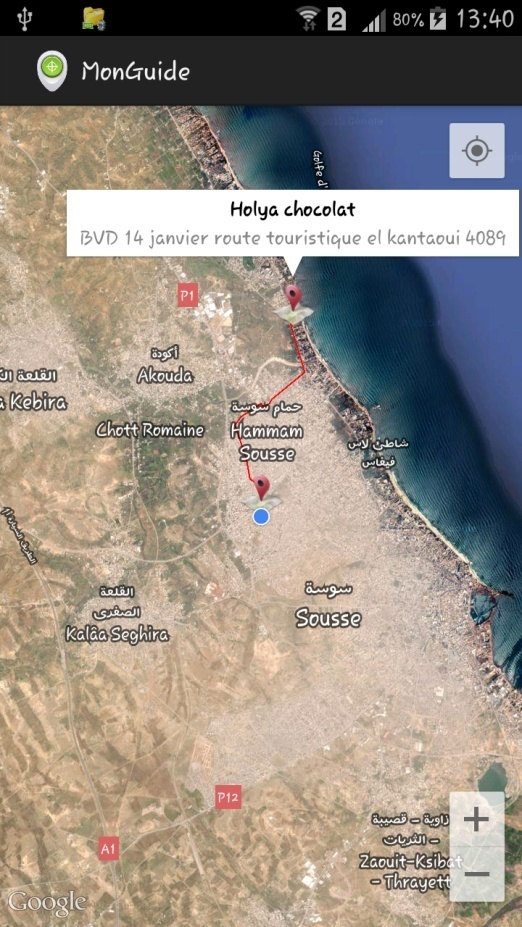 2
80%
13:40
MonGuide
Golfe d'
Holya chocolat
BVD 14 janvier route touristique el kantaoui 4089
P1
أكودة
Akouda
القلعة الك
a Kebira
حمام سوسة
Hammam
Sousse
Chott Romaine
شاطئ لاس
فيغاس
القلعة
الصغرى
Kalâa Seghira
سوسة
Sousse
P12
A1
زاوية - قصيبة
- الثريات
Zaouit-Ksibat
- Thrayett
Google